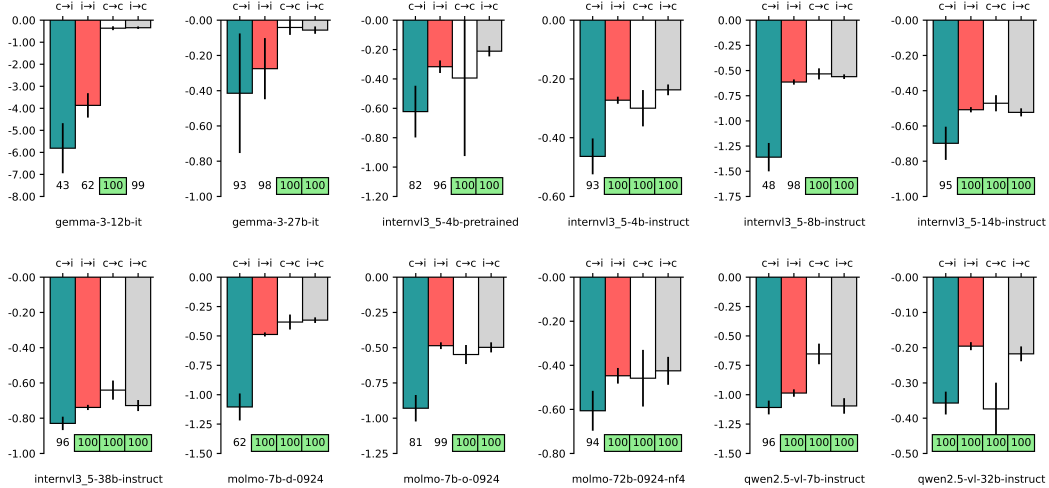 c→i i→i c→c i→c c→i i→i c→c i→c c→i i→i c→c i→c c→i i→i c→c i→c c→i i→i c→c i→c c→i i→i c→c i→c
-0.00 -0.00 -0.00 -0.00 0.00 0.00
-1.00
-2.00
-3.00
-4.00
-5.00
-6.00
-7.00
-8.00
43 62 100 99
gemma-3-12b-it
-0.20
-0.40
-0.60
-0.80
-1.00
93 98 100 100
gemma-3-27b-it
-0.20
-0.40
-0.60
-0.80
-1.00
-1.20
82 96 100 100
internvl3_5-4b-pretrained
-0.20
-0.40
-0.60
93 100 100 100
internvl3_5-4b-instruct
-0.25
-0.50
-0.75
-1.00
-1.25
-1.50
-1.75
48 98 100 100
internvl3_5-8b-instruct
-0.20
-0.40
-0.60
-0.80
-1.00
95 100 100 100
internvl3_5-14b-instruct
c→i i→i c→c i→c c→i i→i c→c i→c c→i i→i c→c i→c c→i i→i c→c i→c c→i i→i c→c i→c c→i i→i c→c i→c
-0.00
-0.20
-0.40
-0.60
-0.80
-1.00
96 100 100 100
internvl3_5-38b-instruct
0.00
-0.25
-0.50
-0.75
-1.00
-1.25
-1.50
62 100 100 100
molmo-7b-d-0924
0.00
-0.25
-0.50
-0.75
-1.00
-1.25
81 99 100 100
molmo-7b-o-0924
0.00
-0.20
-0.40
-0.60
-0.80
94 100 100 100
molmo-72b-0924-nf4
0.00
-0.25
-0.50
-0.75
-1.00
-1.25
-1.50
96 100 100 100
qwen2.5-vl-7b-instruct
-0.00
-0.10
-0.20
-0.30
-0.40
-0.50
100 100 100 100
qwen2.5-vl-32b-instruct